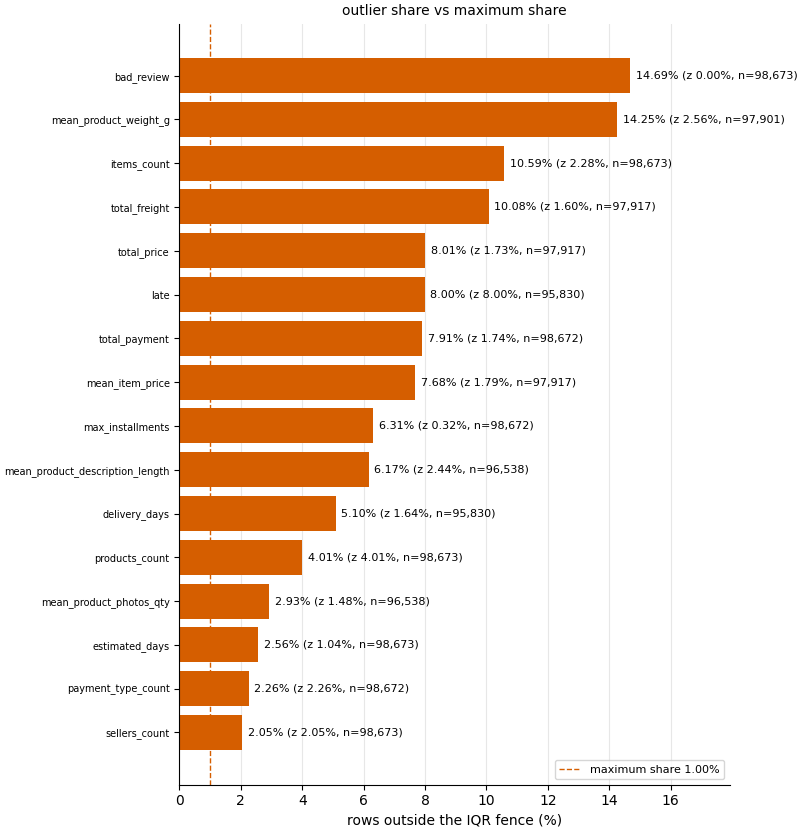 outlier share vs maximum share
bad_review 14.69% (z 0.00%, n=98,673)
mean_product_weight_g 14.25% (z 2.56%, n=97,901)
items_count 10.59% (z 2.28%, n=98,673)
total_freight 10.08% (z 1.60%, n=97,917)
total_price 8.01% (z 1.73%, n=97,917)
late 8.00% (z 8.00%, n=95,830)
total_payment 7.91% (z 1.74%, n=98,672)
mean_item_price 7.68% (z 1.79%, n=97,917)
max_installments 6.31% (z 0.32%, n=98,672)
mean_product_description_length 6.17% (z 2.44%, n=96,538)
delivery_days 5.10% (z 1.64%, n=95,830)
products_count 4.01% (z 4.01%, n=98,673)
mean_product_photos_qty 2.93% (z 1.48%, n=96,538)
estimated_days 2.56% (z 1.04%, n=98,673)
payment_type_count 2.26% (z 2.26%, n=98,672)
sellers_count 2.05% (z 2.05%, n=98,673)
maximum share 1.00%
0 2 4 6 8 10 12 14 16
rows outside the IQR fence (%)